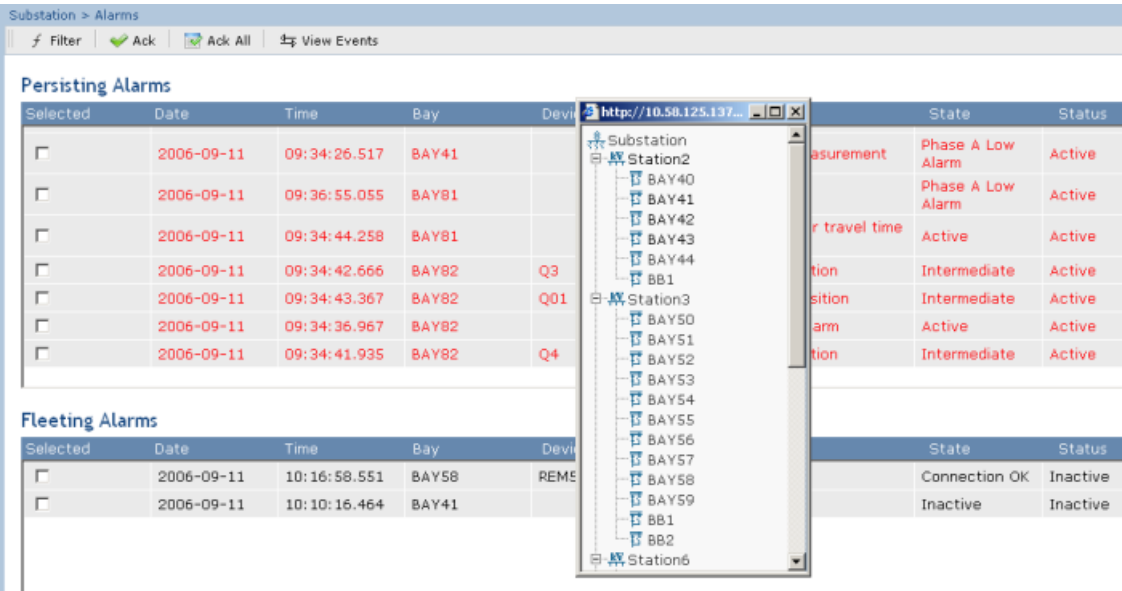 Substation > Alarms
Filter Ack Ack All View Events
Persisting Alarms
Selected Date Time Bay Devi State Status
2006-09-11 09:34:26.517 BAY41 asurement Phase A Low Alarm Active
2006-09-11 09:36:55.055 BAY81 Phase A Low Alarm Active
2006-09-11 09:34:44.258 BAY81 r travel time Active Active
2006-09-11 09:34:42.666 BAY82 Q3 tion Intermediate Active
2006-09-11 09:34:43.367 BAY82 Q01 sition Intermediate Active
2006-09-11 09:34:36.967 BAY82 arm Active Active
2006-09-11 09:34:41.935 BAY82 Q4 tion Intermediate Active
Fleeting Alarms
Selected Date Time Bay Devi State Status
2006-09-11 10:16:58.551 BAY58 REM5 Connection OK Inactive
2006-09-11 10:10:16.464 BAY41 Inactive Inactive
http://10.58.125.137...
Substation
Station2
BAY40
BAY41
BAY42
BAY43
BAY44
BB1
Station3
BAY50
BAY51
BAY52
BAY53
BAY54
BAY55
BAY56
BAY57
BAY58
BAY59
BB1
BB2
Station6